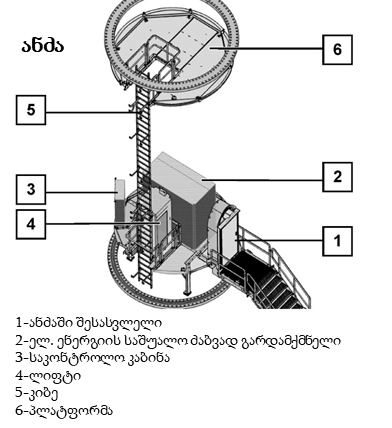 ანძა
6
5
3
2
4
1
1-ანძაში შესასვლელი
2-ელ. ენერგიის საშუალო ძაბვად გარდამქმნელი
3-საკონტროლო კაბინა
4-ლიფტი
5-კიბე
6-პლატფორმა